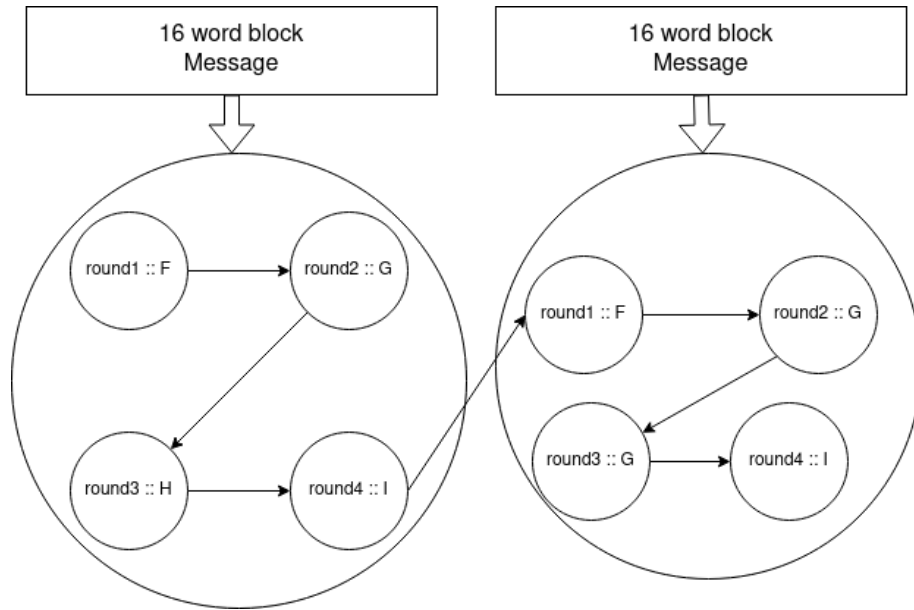 16 word block
Message
16 word block
Message
round1 :: F
round2 :: G
round3 :: H
round4 :: I
round1 :: F
round2 :: G
round3 :: G
round4 :: I